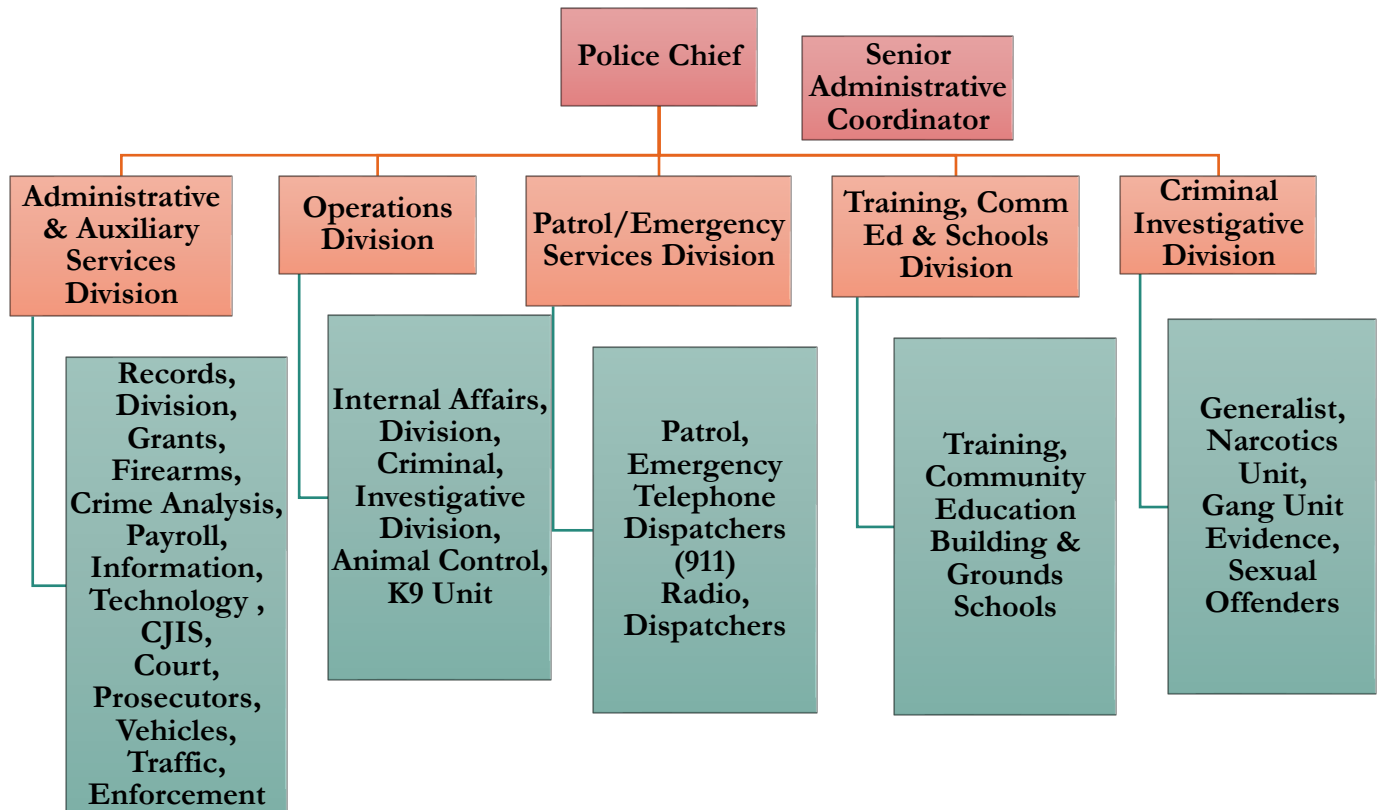 Police Chief
Senior
Administrative
Coordinator
Administrative
& Auxiliary
Services
Division
Operations
Division
Patrol/Emergency
Services Division
Training, Comm
Ed & Schools
Division
Criminal
Investigative
Division
Records,
Division,
Grants,
Firearms,
Crime Analysis,
Payroll,
Information,
Technology ,
CJIS,
Court,
Prosecutors,
Vehicles,
Traffic,
Enforcement
Internal Affairs,
Division,
Criminal,
Investigative
Division,
Animal Control,
K9 Unit
Patrol,
Emergency
Telephone
Dispatchers
(911)
Radio,
Dispatchers
Training,
Community
Education
Building &
Grounds
Schools
Generalist,
Narcotics
Unit,
Gang Unit
Evidence,
Sexual
Offenders